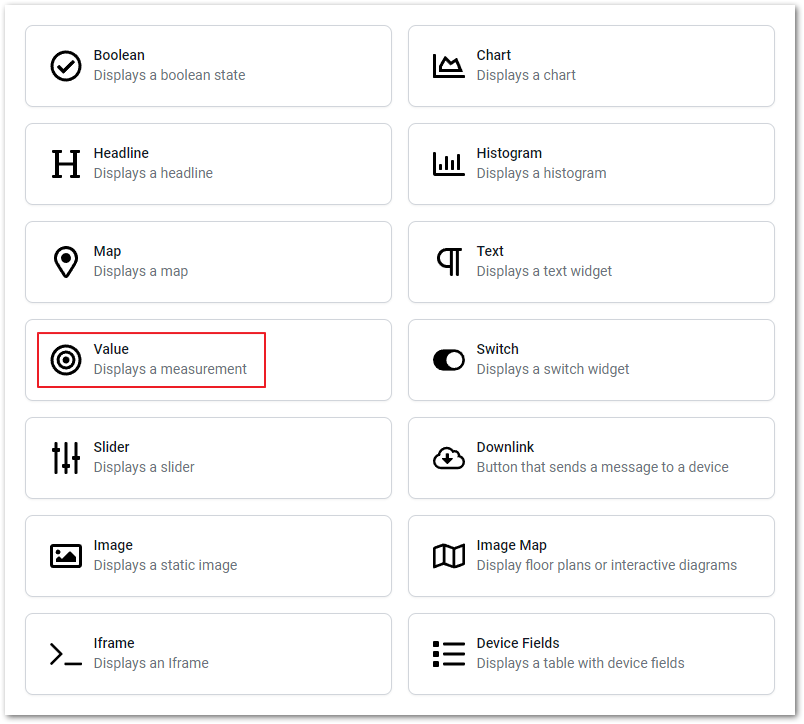 Boolean
Displays a boolean state
Chart
Displays a chart
Headline
Displays a headline
Histogram
Displays a histogram
Map
Displays a map
Text
Displays a text widget
Value
Displays a measurement
Switch
Displays a switch widget
Slider
Displays a slider
Downlink
Button that sends a message to a device
Image
Displays a static image
Image Map
Display floor plans or interactive diagrams
Iframe
Displays an Iframe
Device Fields
Displays a table with device fields